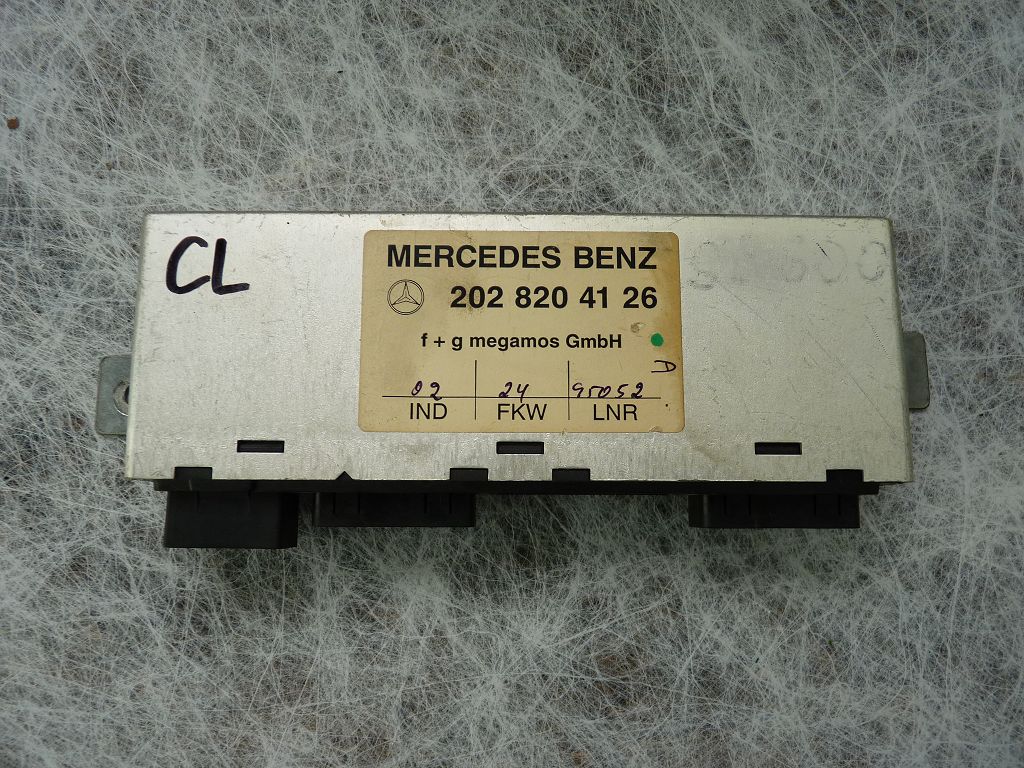 CL
MERCEDES BENZ
202 820 41 26
f + g megamos GmbH
D
02 24 95052
IND FKW LNR